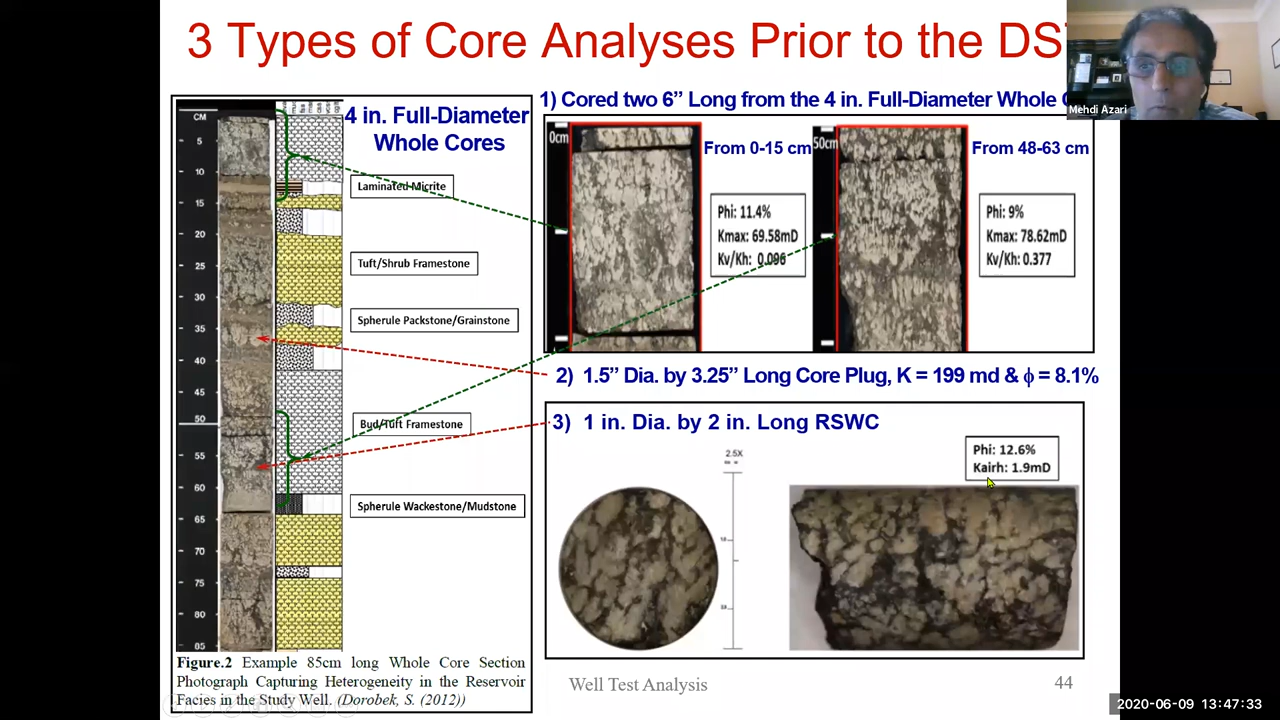 3 Types of Core Analyses Prior to the DS
Mehdi Azari
4 in. Full-Diameter
Whole Cores
CM
5
10
15
20
25
30
35
40
45
50
55
60
65
70
75
80
85
Laminated Micrite
Tuft/Shrub Framestone
Spherule Packstone/Grainstone
Bud/Tuft Framestone
Spherule Wackestone/Mudstone
Figure.2 Example 85cm long Whole Core Section
Photograph Capturing Heterogeneity in the Reservoir
Facies in the Study Well. (Dorobek, S. (2012))
1) Cored two 6” Long from the 4 in. Full-Diameter Whole
0cm
From 0-15 cm
Phi: 11.4%
Kmax: 69.58mD
Kv/Kh: 0.096
50cm
From 48-63 cm
Phi: 9%
Kmax: 78.62mD
Kv/Kh: 0.377
2) 1.5” Dia. by 3.25” Long Core Plug, K = 199 md & ϕ = 8.1%
3) 1 in. Dia. by 2 in. Long RSWC
2.5X
Phi: 12.6%
Kairh: 1.9mD
Well Test Analysis
44
2020-06-09 13:47:33